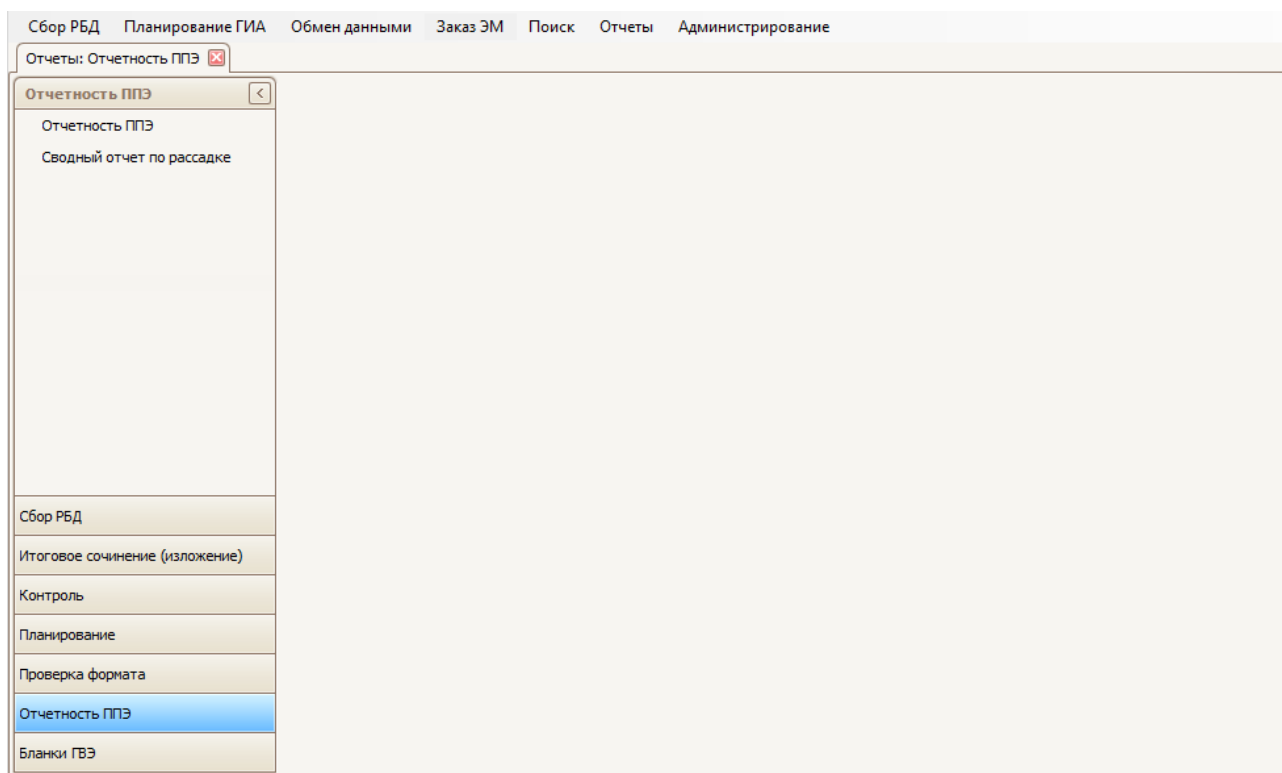 Сбор РБД Планирование ГИА Обмен данными Заказ ЭМ Поиск Отчеты Администрирование
Отчеты: Отчетность ППЭ
Отчетность ППЭ
Отчетность ППЭ
Сводный отчет по рассадке
Сбор РБД
Итоговое сочинение (изложение)
Контроль
Планирование
Проверка формата
Отчетность ППЭ
Бланки ГВЭ